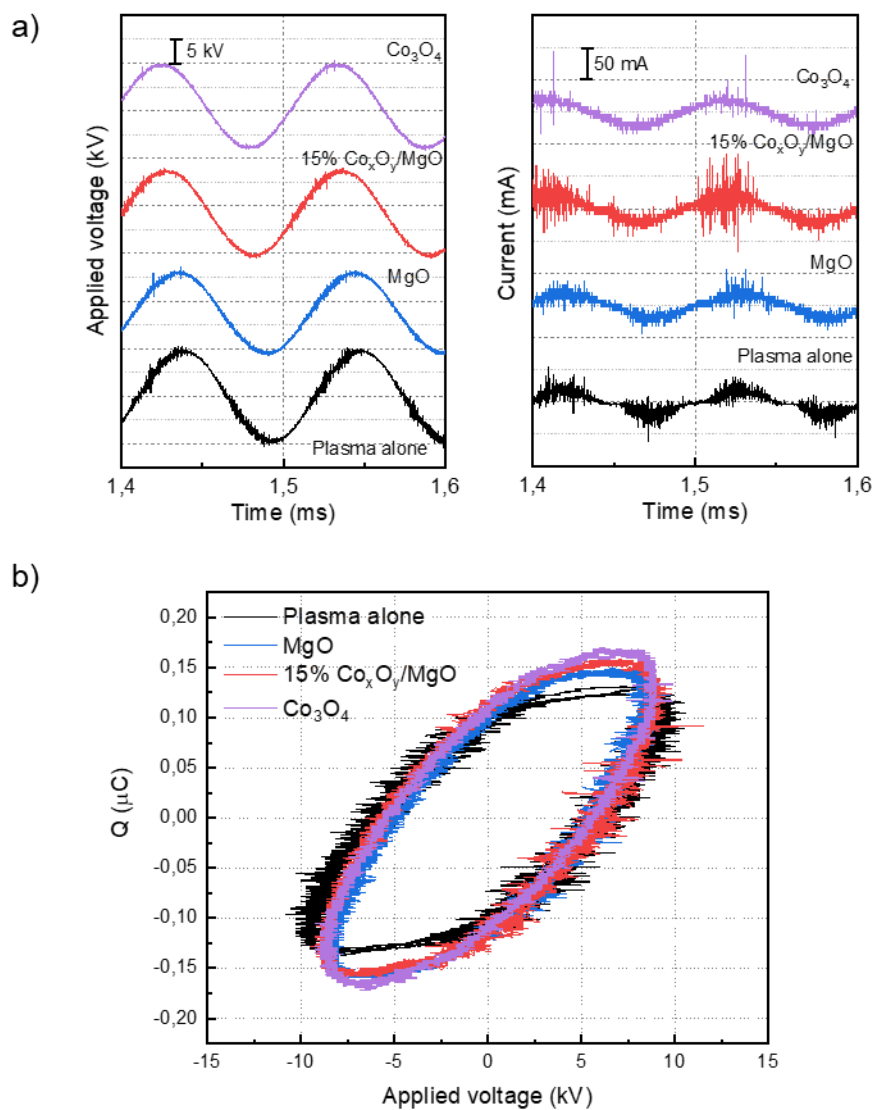 a)
Applied voltage (kV)
5 kV
Co₃O₄
15% CoₓOᵧ/MgO
MgO
Plasma alone
1,4
1,5
1,6
Time (ms)
Current (mA)
50 mA
Co₃O₄
15% CoₓOᵧ/MgO
MgO
Plasma alone
1,4
1,5
1,6
Time (ms)
b)
Q (μC)
0,20
0,15
0,10
0,05
0,00
-0,05
-0,10
-0,15
-0,20
Plasma alone
MgO
15% CoₓOᵧ/MgO
Co₃O₄
-15
-10
-5
0
5
10
15
Applied voltage (kV)